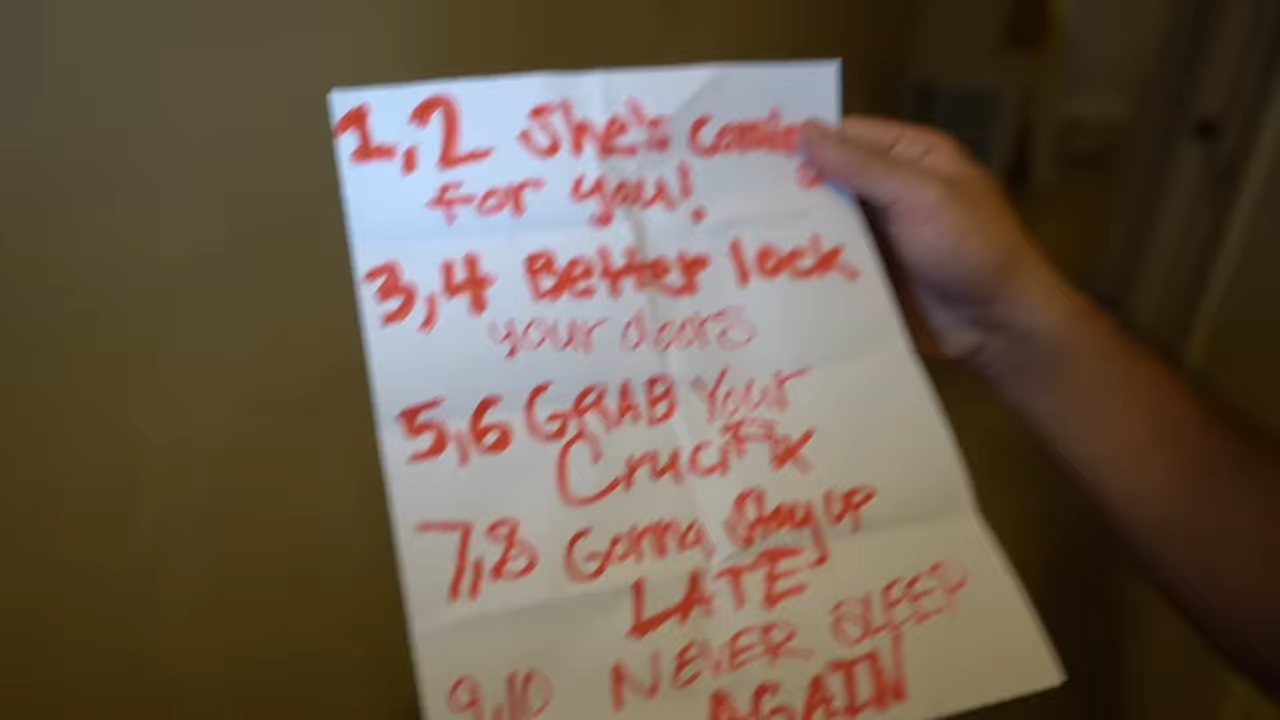 1,2 She's coming
for you!
3,4 Better lock
your doors
5,6 GRAB Your
Crucifix
7,8 Gonna Stay up
LATE
9,10 NEVER SLEEP
AGAIN